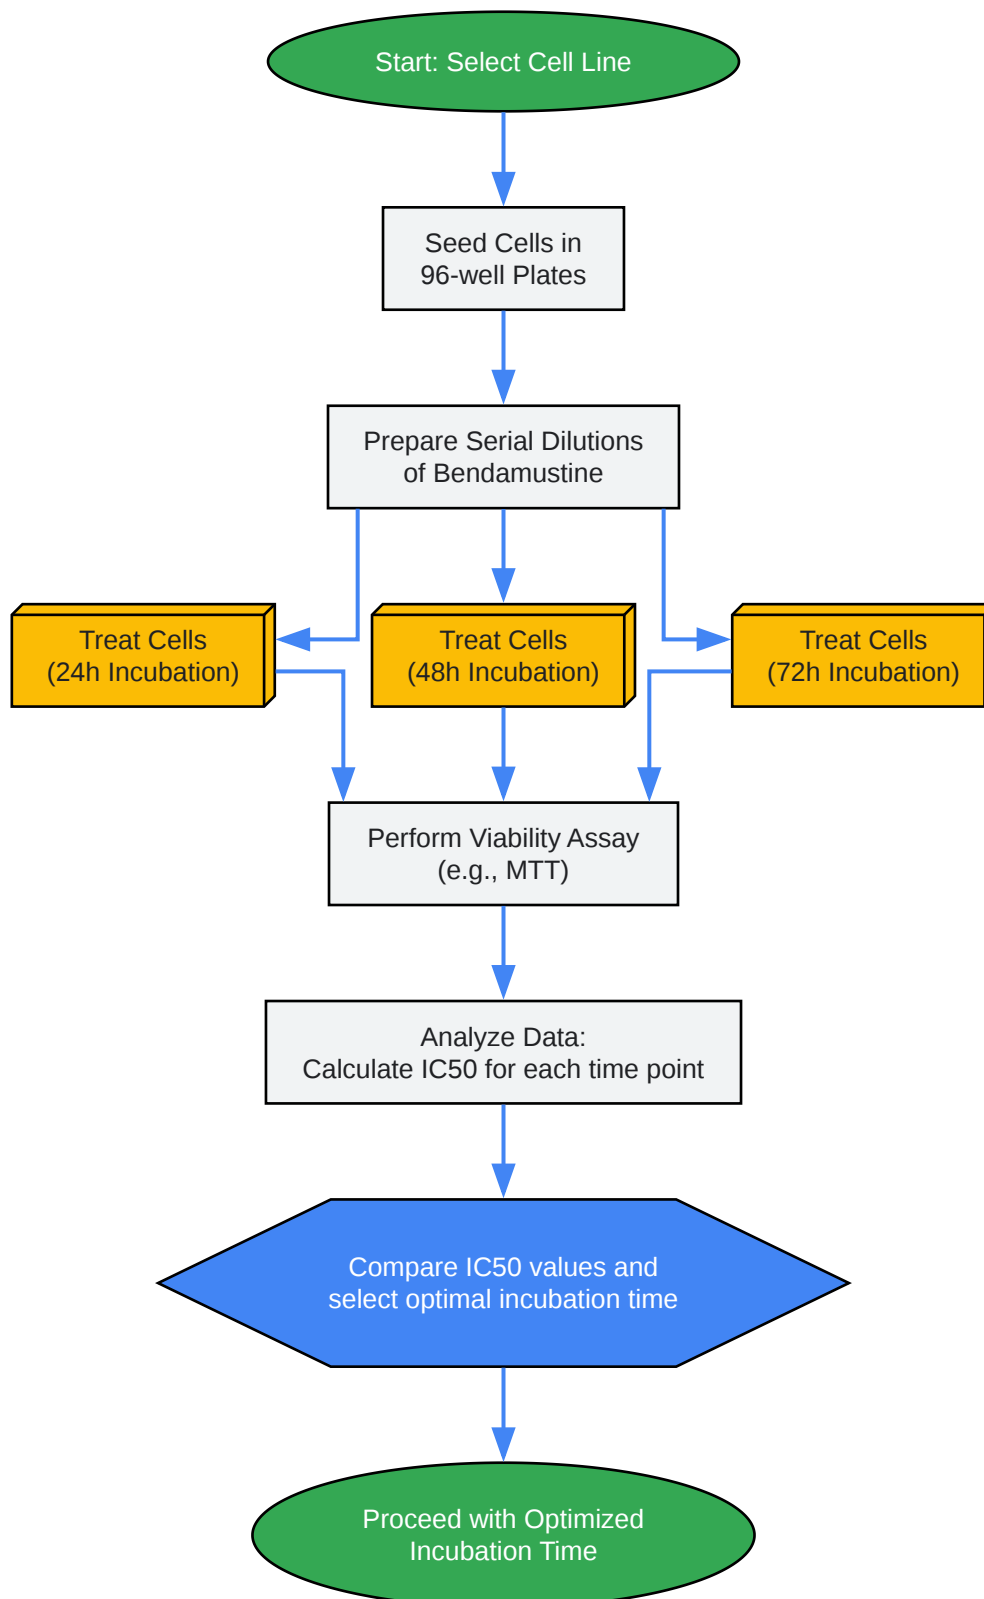 Start: Select Cell Line
Seed Cells in
96-well Plates
Prepare Serial Dilutions
of Bendamustine
Treat Cells
(24h Incubation)
Treat Cells
(48h Incubation)
Treat Cells
(72h Incubation)
Perform Viability Assay
(e.g., MTT)
Analyze Data:
Calculate IC50 for each time point
Compare IC50 values and
select optimal incubation time
Proceed with Optimized
Incubation Time